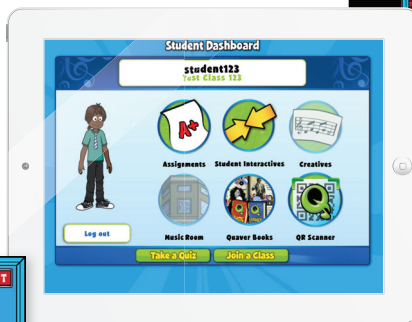 Student Dashboard
student123
Test Class 123
A+
Assignments Student Interactives Creatives
Music Room Quaver Books QR Scanner
Log out
Take a Quiz Join a Class
T